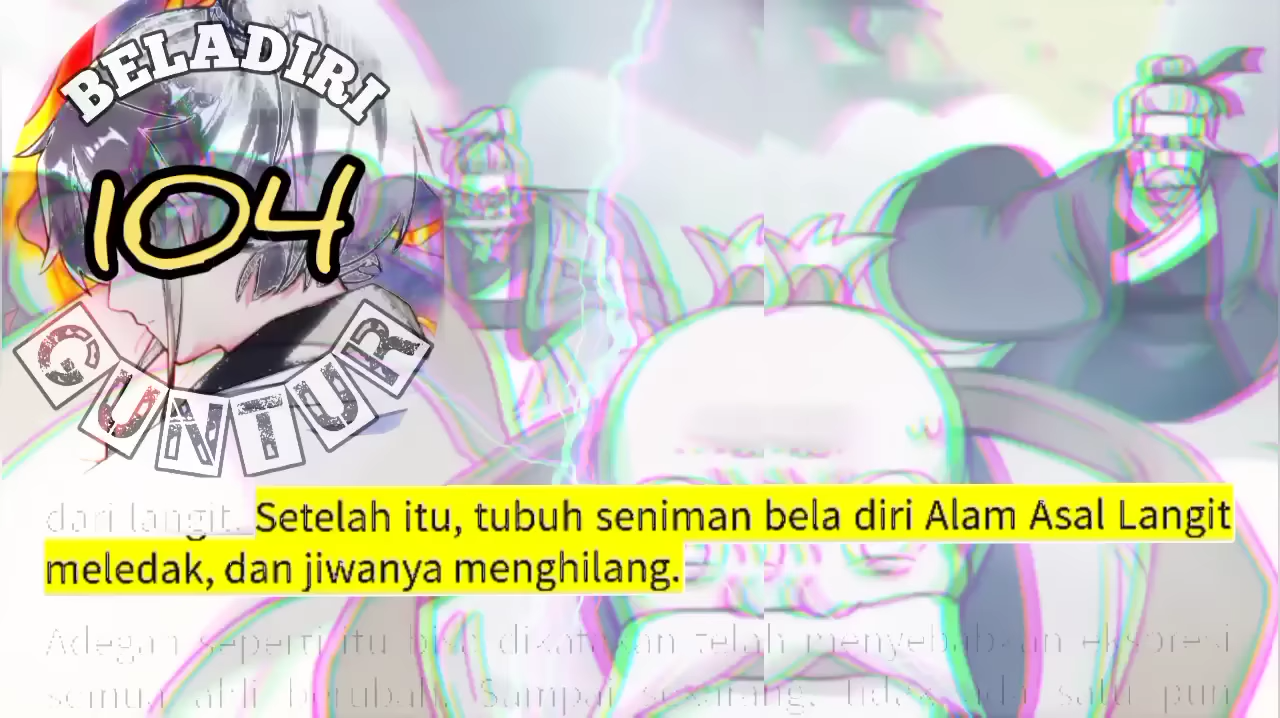 BELADIRI
104
GUNTUR
dari langit. Setelah itu, tubuh seniman bela diri Alam Asal Langit
meledak, dan jiwanya menghilang.
Adegan seperti itu bisa dikatakan telah menyebabkan ekspresi
semua ahli berubah. Sampai sekarang, tidak ada satu pun